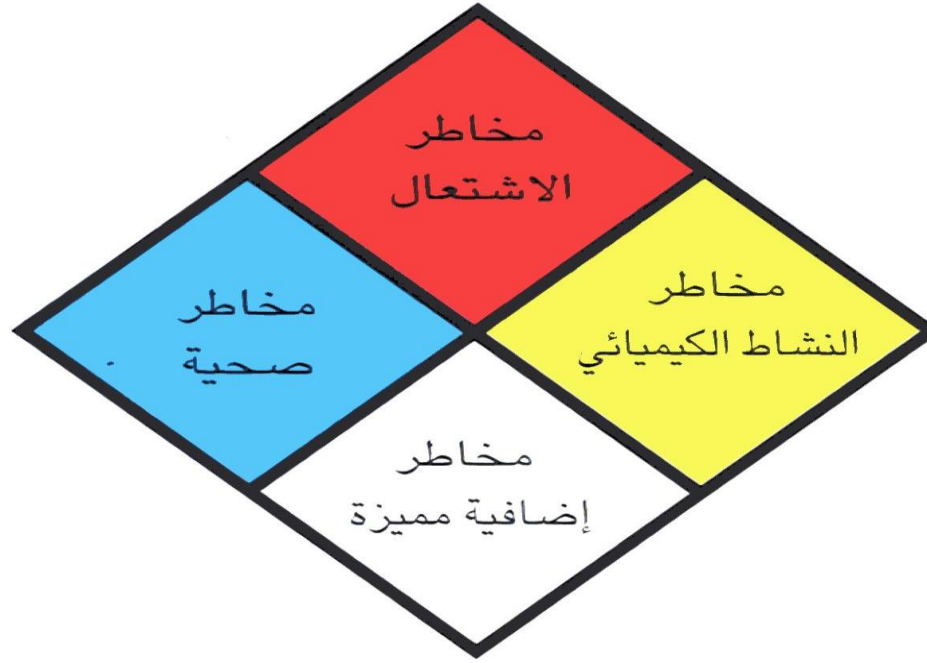 مخاطر
الاشتعال
مخاطر
النشاط الكيميائي
مخاطر
صحية
مخاطر
إضافية مميزة